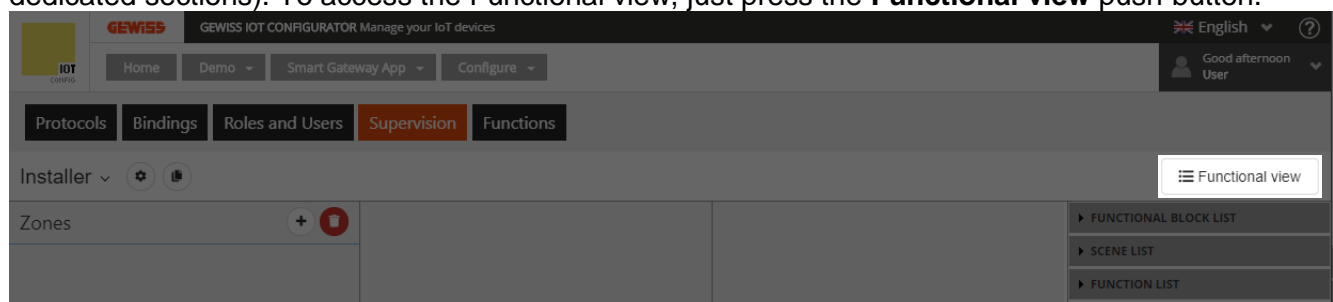 dedicated sections). To access the Functional view, just press the Functional view push button.
GEWISS GEWISS IOT CONFIGURATOR Manage your IoT devices English
IOT
CONFIG
Home Demo Smart Gateway App Configure
Good afternoon
User
Protocols Bindings Roles and Users Supervision Functions
Installer
Functional view
Zones
FUNCTIONAL BLOCK LIST
SCENE LIST
FUNCTION LIST